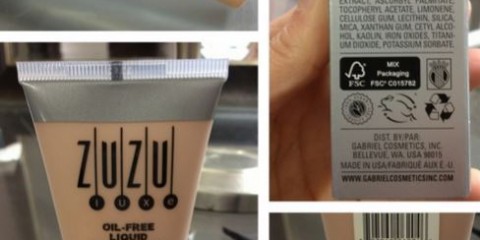 ZUZU
luxe
OIL-FREE
LIQUID
EXTRACT, ASCORBYL PALMITATE,
TOCOPHERYL ACETATE, LIMONENE,
CELLULOSE GUM, LECITHIN, SILICA,
MICA, XANTHAN GUM, CETYL ALCO-
HOL, KAOLIN, IRON OXIDES, TITANI-
UM DIOXIDE, POTASSIUM SORBATE.
FSC
MIX
Packaging
FSC® C015782
DIST. BY/PAR:
GABRIEL COSMETICS, INC.
BELLEVUE, WA. USA 98015
MADE IN USA/FABRIQUÉ AUX É.-U.
WWW.GABRIELCOSMETICSINC.COM